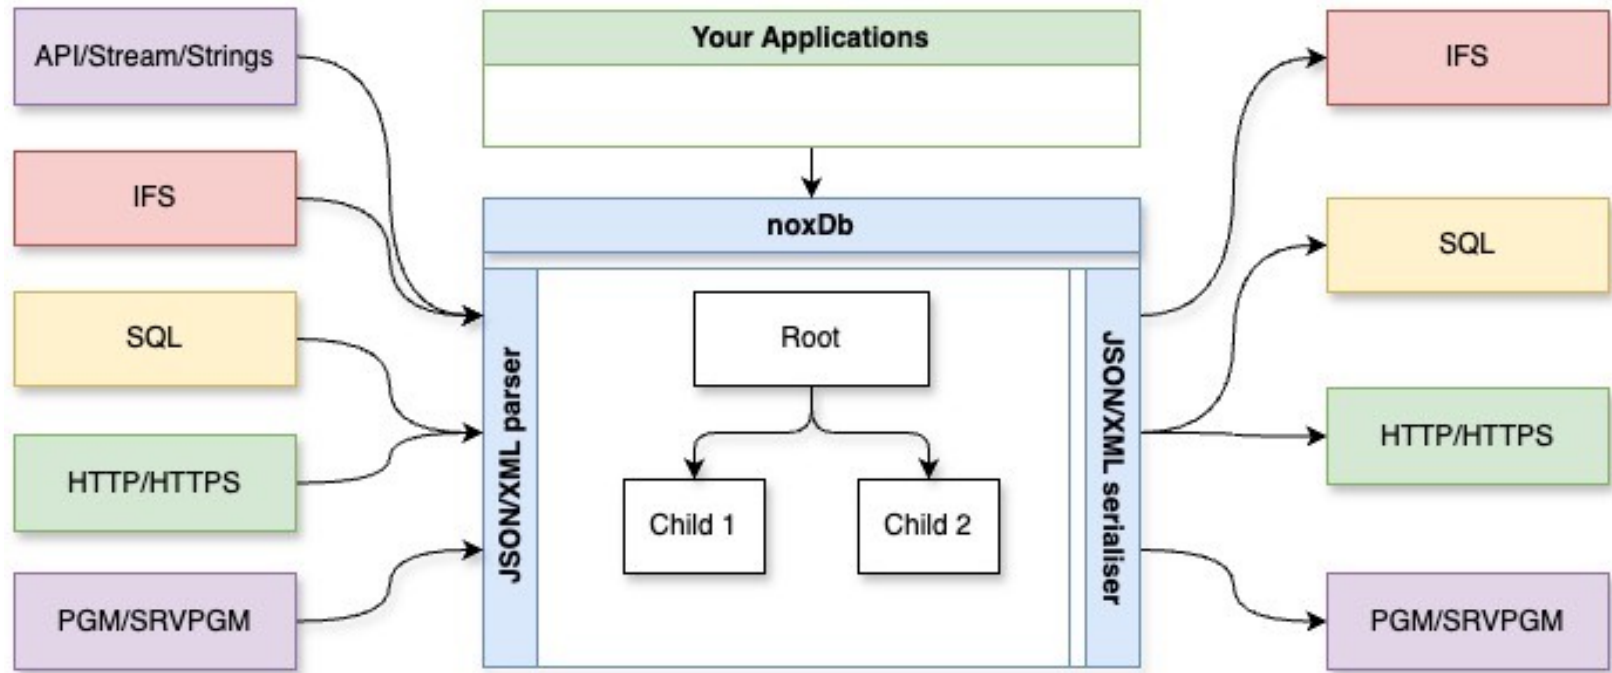 API/Stream/Strings
IFS
SQL
HTTP/HTTPS
PGM/SRVPGM
Your Applications
noxDb
JSON/XML parser
Root
Child 1
Child 2
JSON/XML serialiser
IFS
SQL
HTTP/HTTPS
PGM/SRVPGM